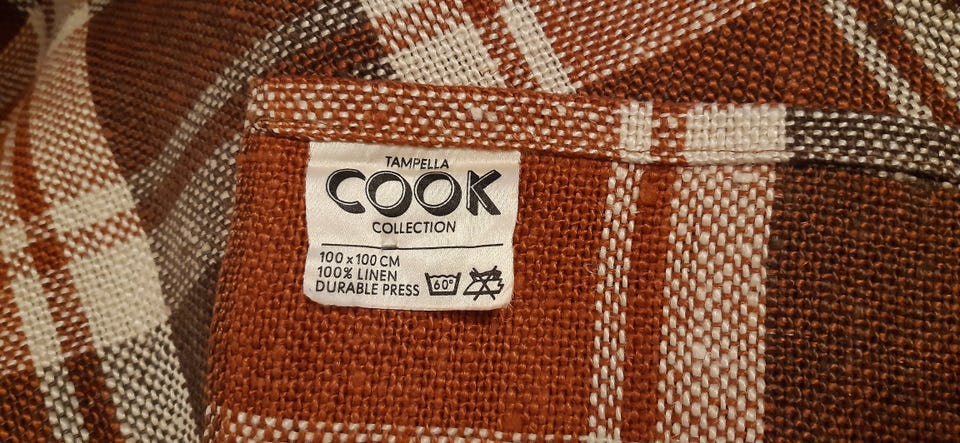 TAMPELLA
COOK
COLLECTION
100 x 100 CM
100% LINEN
DURABLE PRESS
60°